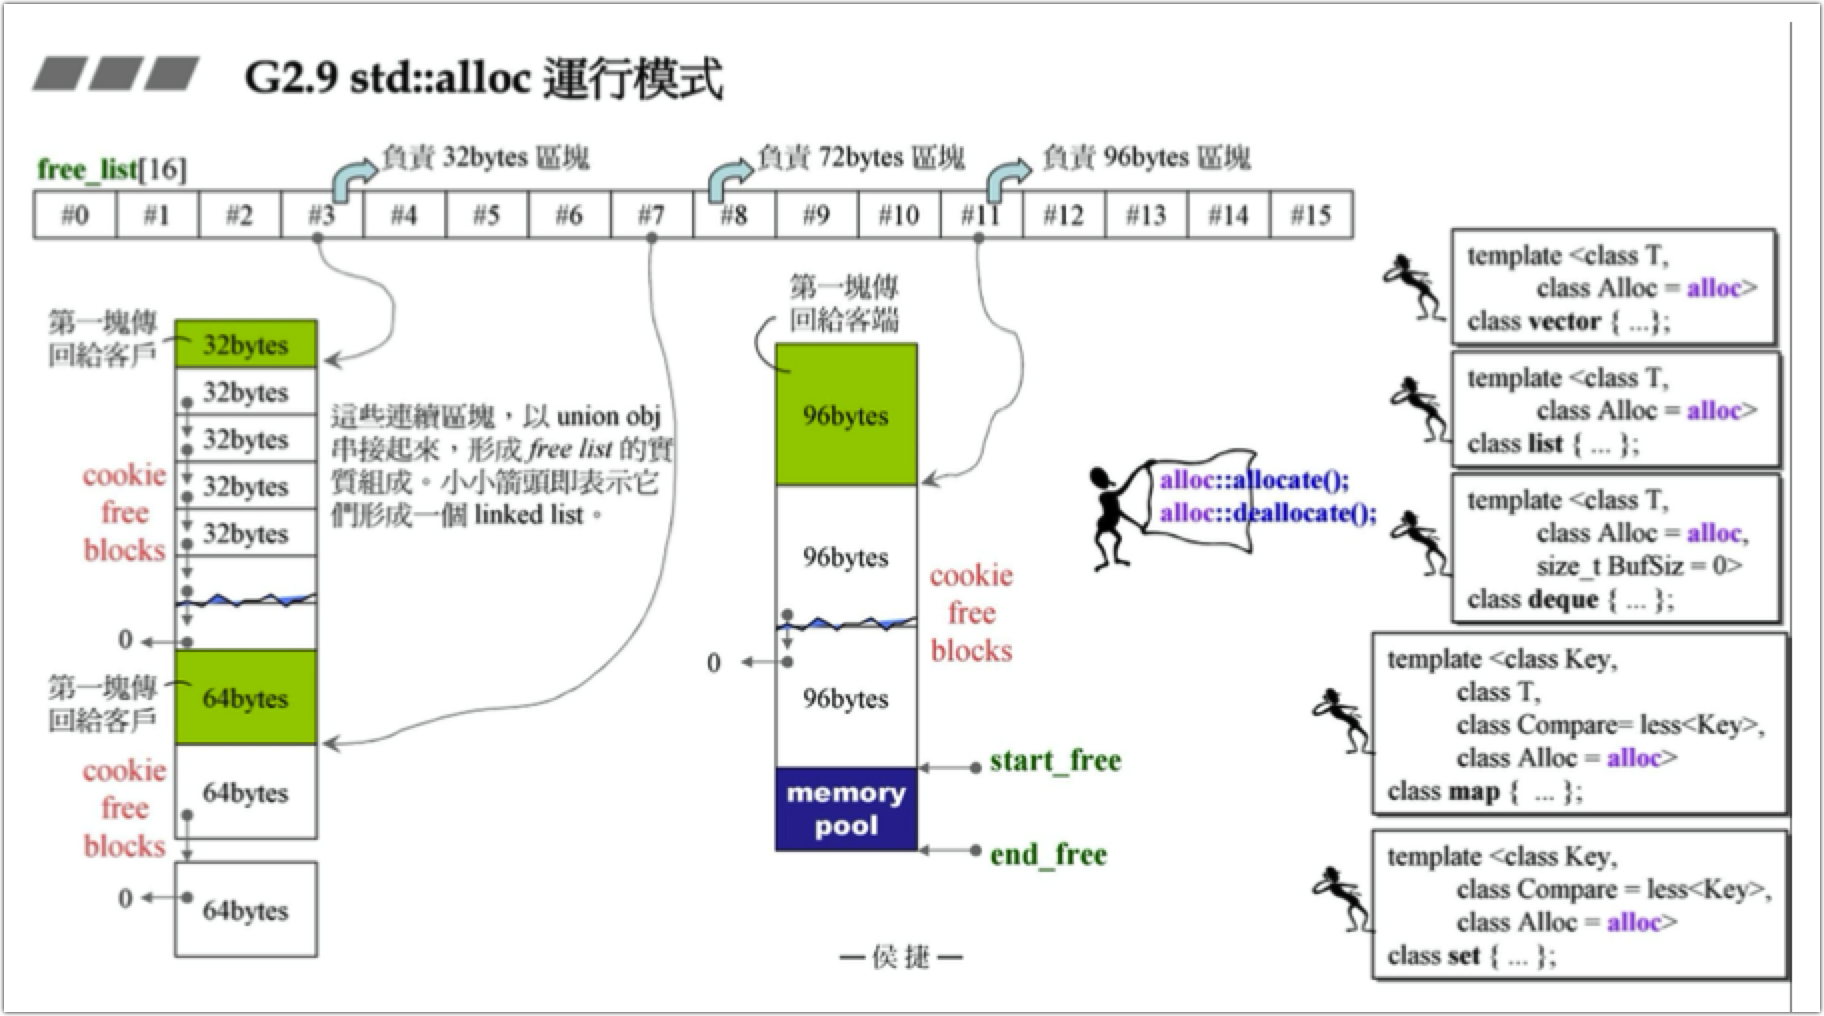 G2.9 std::alloc 運行模式
free_list[16]
負責 32bytes 區塊
負責 72bytes 區塊
負責 96bytes 區塊
#0 #1 #2 #3 #4 #5 #6 #7 #8 #9 #10 #11 #12 #13 #14 #15
第一塊傳
回給客戶
32bytes
32bytes
32bytes
32bytes
32bytes
cookie
free
blocks
0
這些連續區塊，以 union obj
串接起來，形成 free list 的實
質組成。小小箭頭即表示它
們形成一個 linked list。
第一塊傳
回給客戶
64bytes
cookie
free
blocks
64bytes
0
64bytes
第一塊傳
回給客端
96bytes
96bytes
cookie
free
blocks
0
96bytes
start_free
memory
pool
end_free
alloc::allocate();
alloc::deallocate();
template <class T,
class Alloc = alloc>
class vector { ...};
template <class T,
class Alloc = alloc>
class list { ... };
template <class T,
class Alloc = alloc,
size_t BufSiz = 0>
class deque { ... };
template <class Key,
class T,
class Compare= less<Key>,
class Alloc = alloc>
class map { ... };
template <class Key,
class Compare = less<Key>,
class Alloc = alloc>
class set { ... };
—侯捷—